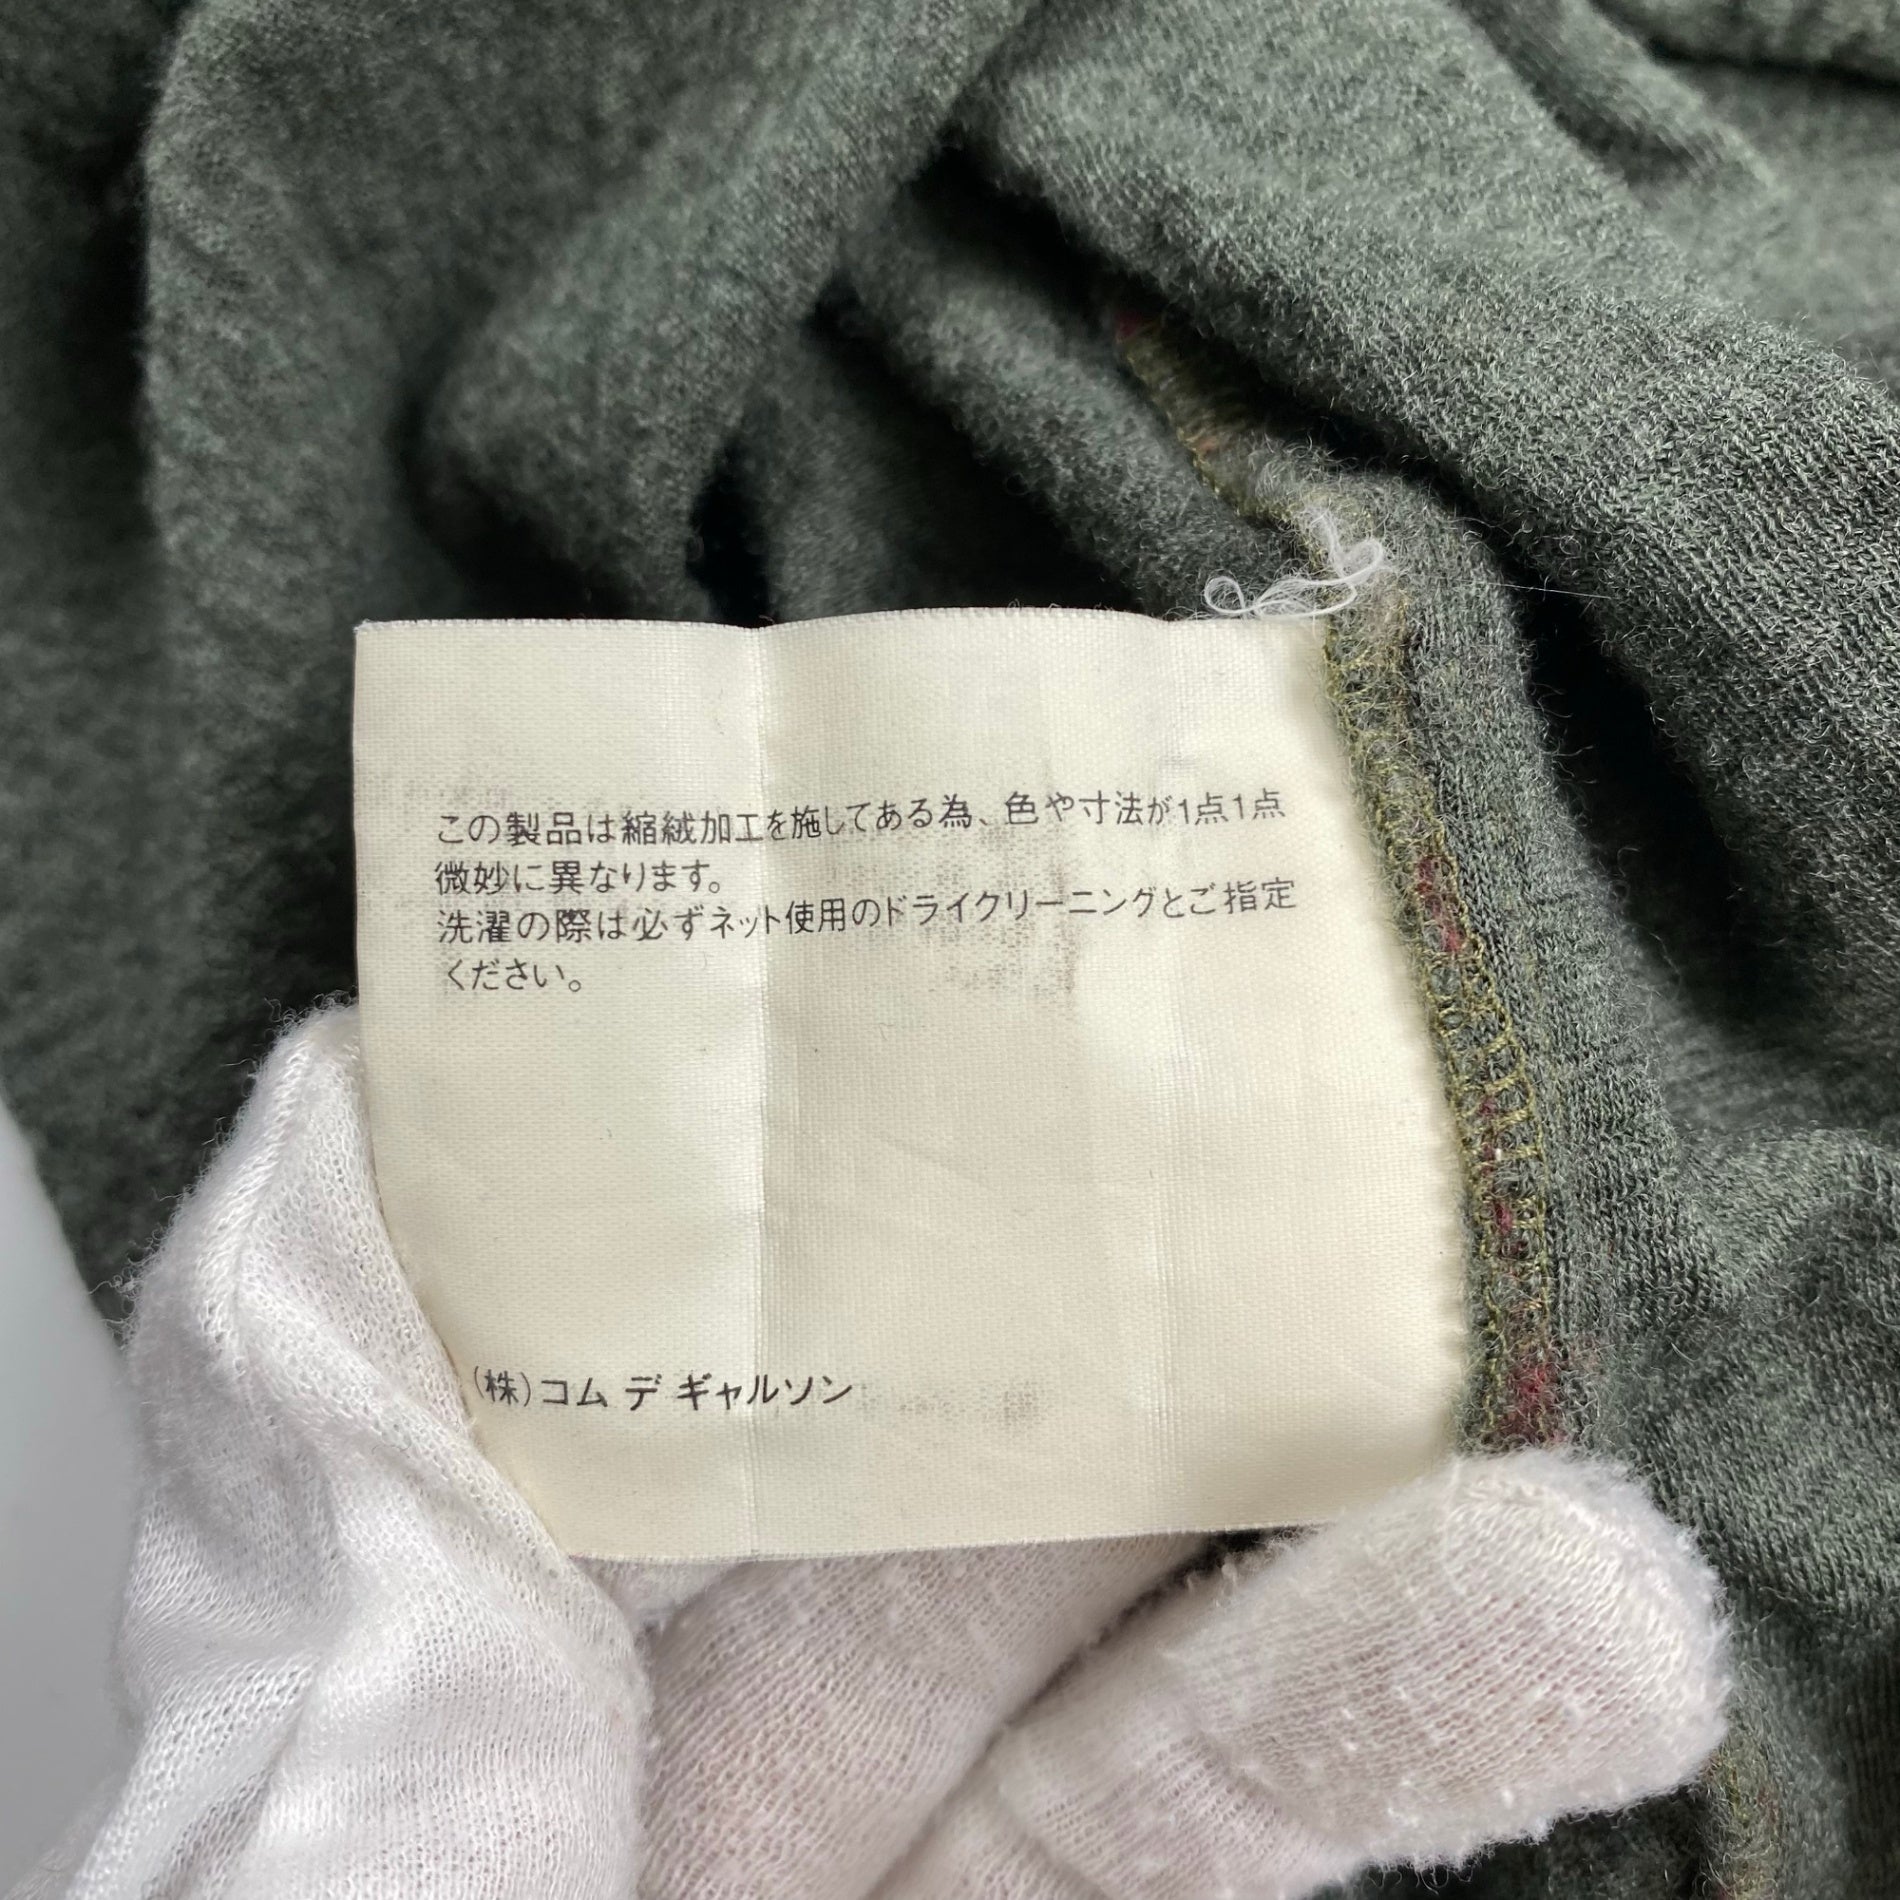 この製品は縮絨加工を施してある為、色や寸法が1点1点
微妙に異なります。
洗濯の際は必ずネット使用のドライクリーニングとご指定
ください。
(株)コム デ ギャルソン